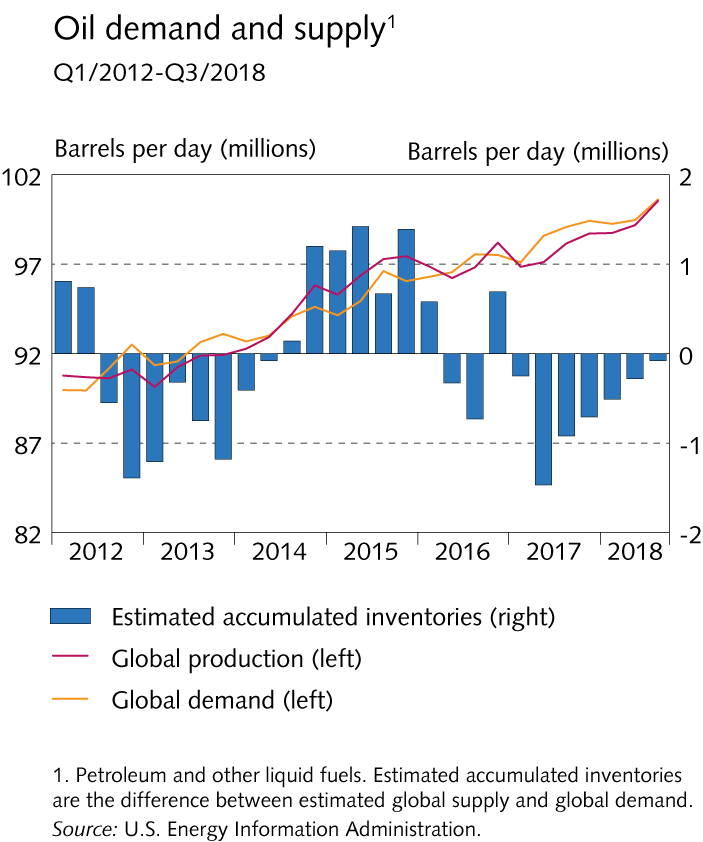 Oil demand and supply¹
Q1/2012-Q3/2018
Barrels per day (millions) Barrels per day (millions)
102 2
97 1
92 0
87 -1
82 -2
2012 2013 2014 2015 2016 2017 2018
Estimated accumulated inventories (right)
Global production (left)
Global demand (left)
1. Petroleum and other liquid fuels. Estimated accumulated inventories
are the difference between estimated global supply and global demand.
Source: U.S. Energy Information Administration.